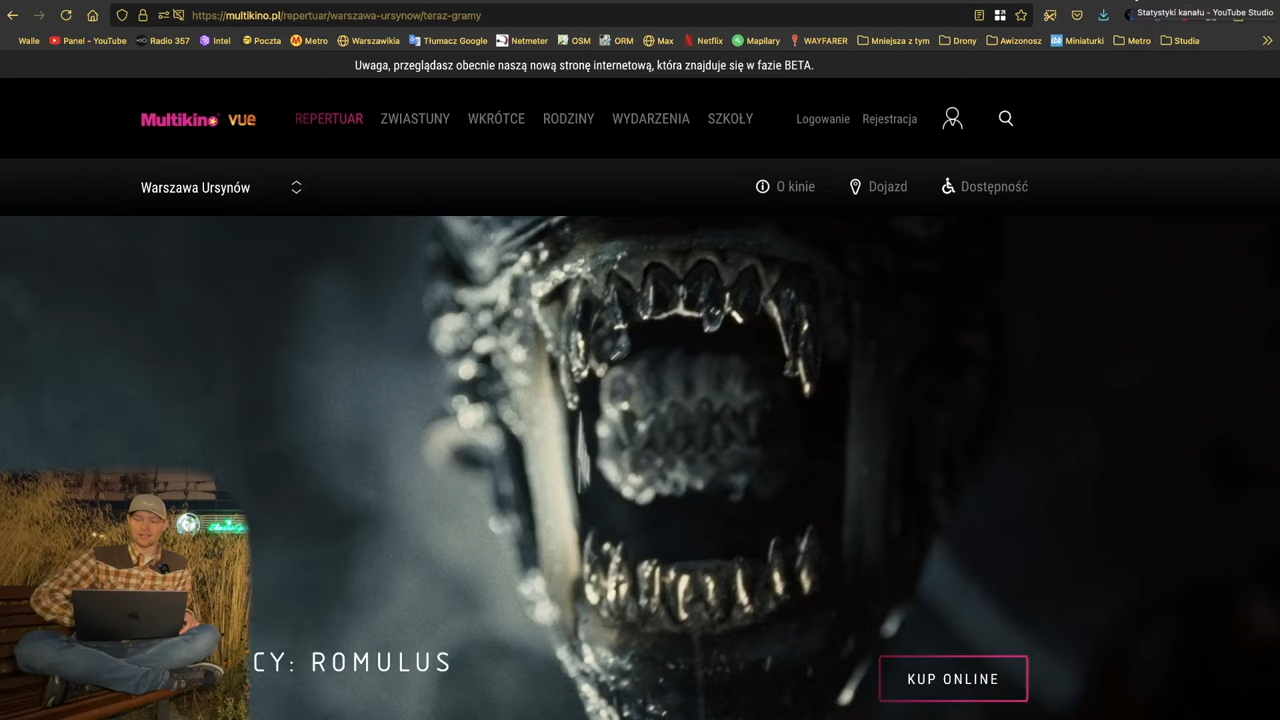 Statystyki kanału - YouTube Studio
https://multikino.pl/repertuar/warszawa-ursynow/teraz-gramy
Walle Panel - YouTube Radio 357 Intel Poczta Metro Warszawikia Tłumacz Google Netmeter OSM ORM Max Netflix Mapilary WAYFARER Mniejsza z tym Drony Awizonosz Miniaturki Metro Studia
Uwaga, przeglądasz obecnie naszą nową stronę internetową, która znajduje się w fazie BETA.
Multikino vue REPERTUAR ZWIASTUNY WKRÓTCE RODZINY WYDARZENIA SZKOŁY Logowanie Rejestracja
Warszawa Ursynów O kinie Dojazd Dostępność
CY: ROMULUS
KUP ONLINE